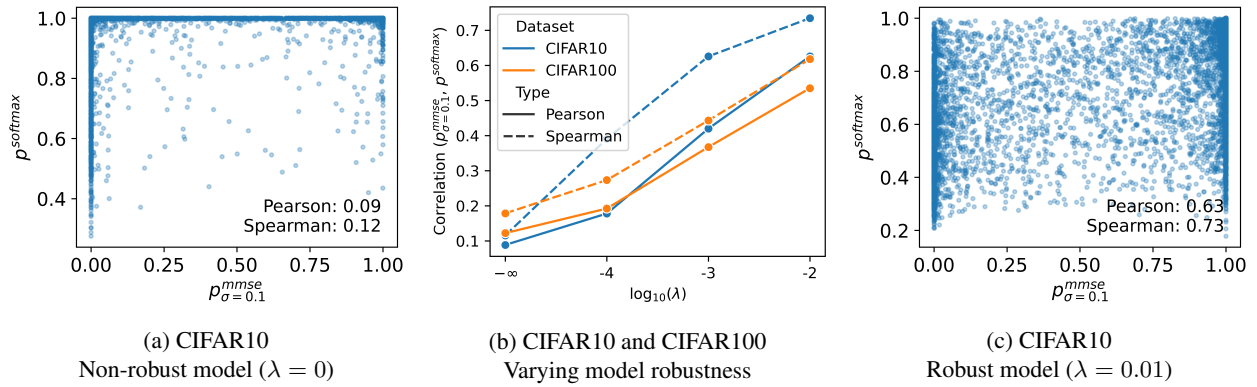 1.0
0.8
0.6
0.4
p^softmax
0.00 0.25 0.50 0.75 1.00
p^mmse_σ=0.1
Pearson: 0.09
Spearman: 0.12
(a) CIFAR10
Non-robust model (λ = 0)
0.7
0.6
0.5
0.4
0.3
0.2
0.1
Correlation (p^mmse_σ=0.1, p^softmax)
Dataset
CIFAR10
CIFAR100
Type
Pearson
Spearman
−∞ -4 -3 -2
log₁₀(λ)
(b) CIFAR10 and CIFAR100
Varying model robustness
1.0
0.8
0.6
0.4
0.2
p^softmax
0.00 0.25 0.50 0.75 1.00
p^mmse_σ=0.1
Pearson: 0.63
Spearman: 0.73
(c) CIFAR10
Robust model (λ = 0.01)